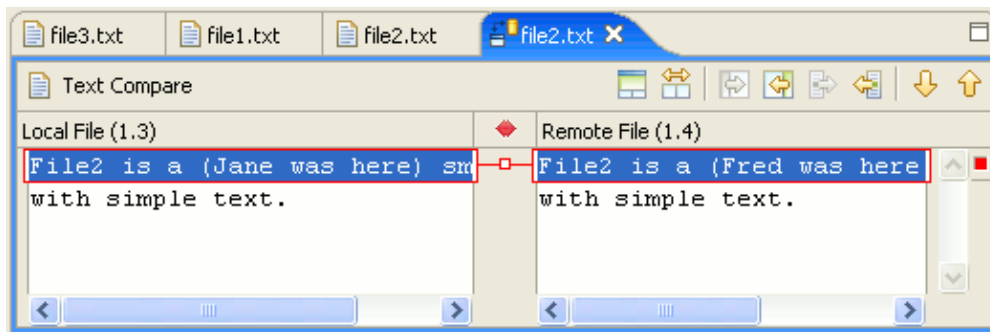 file3.txt file1.txt file2.txt file2.txt
Text Compare
Local File (1.3) Remote File (1.4)
File2 is a (Jane was here) sm File2 is a (Fred was here
with simple text. with simple text.